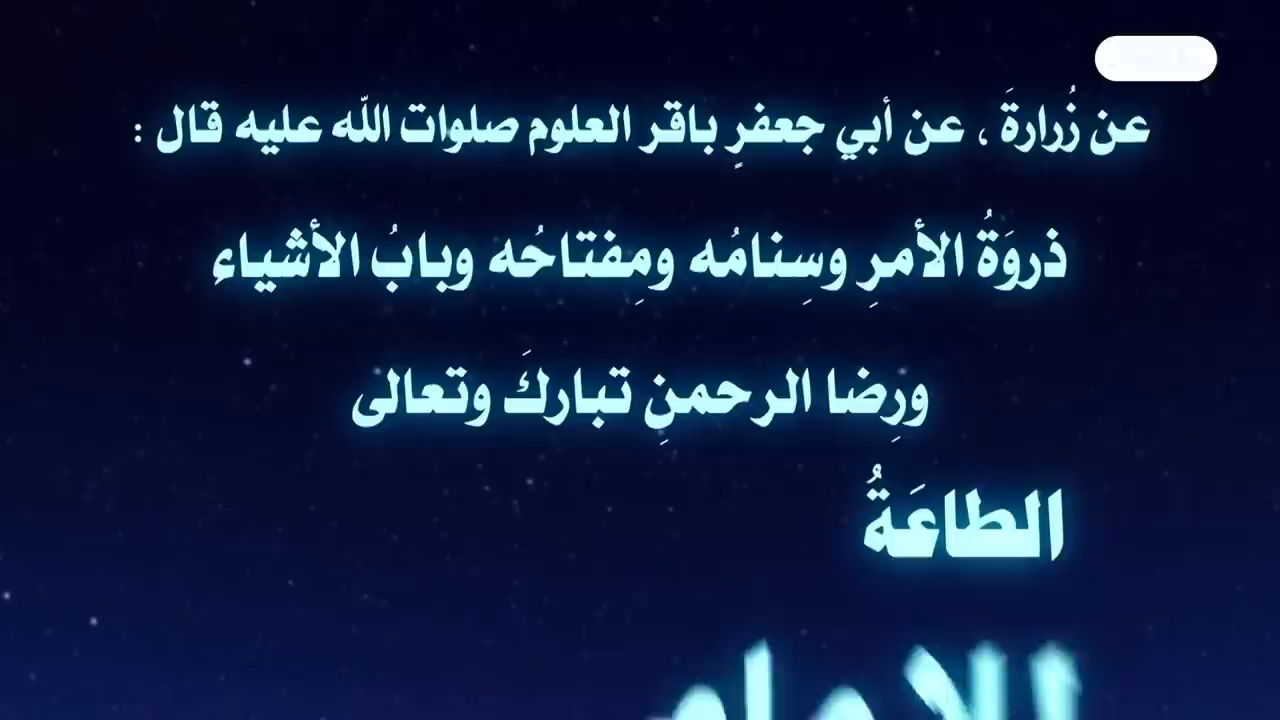 عن زُرارةَ ، عن أبي جعفرٍ باقر العلوم صلوات الله عليه قال :
ذروَةُ الأمرِ وسِنامُه ومِفتاحُه وبابُ الأشياء
ورِضا الرحمنِ تباركَ وتعالى
الطاعَةُ